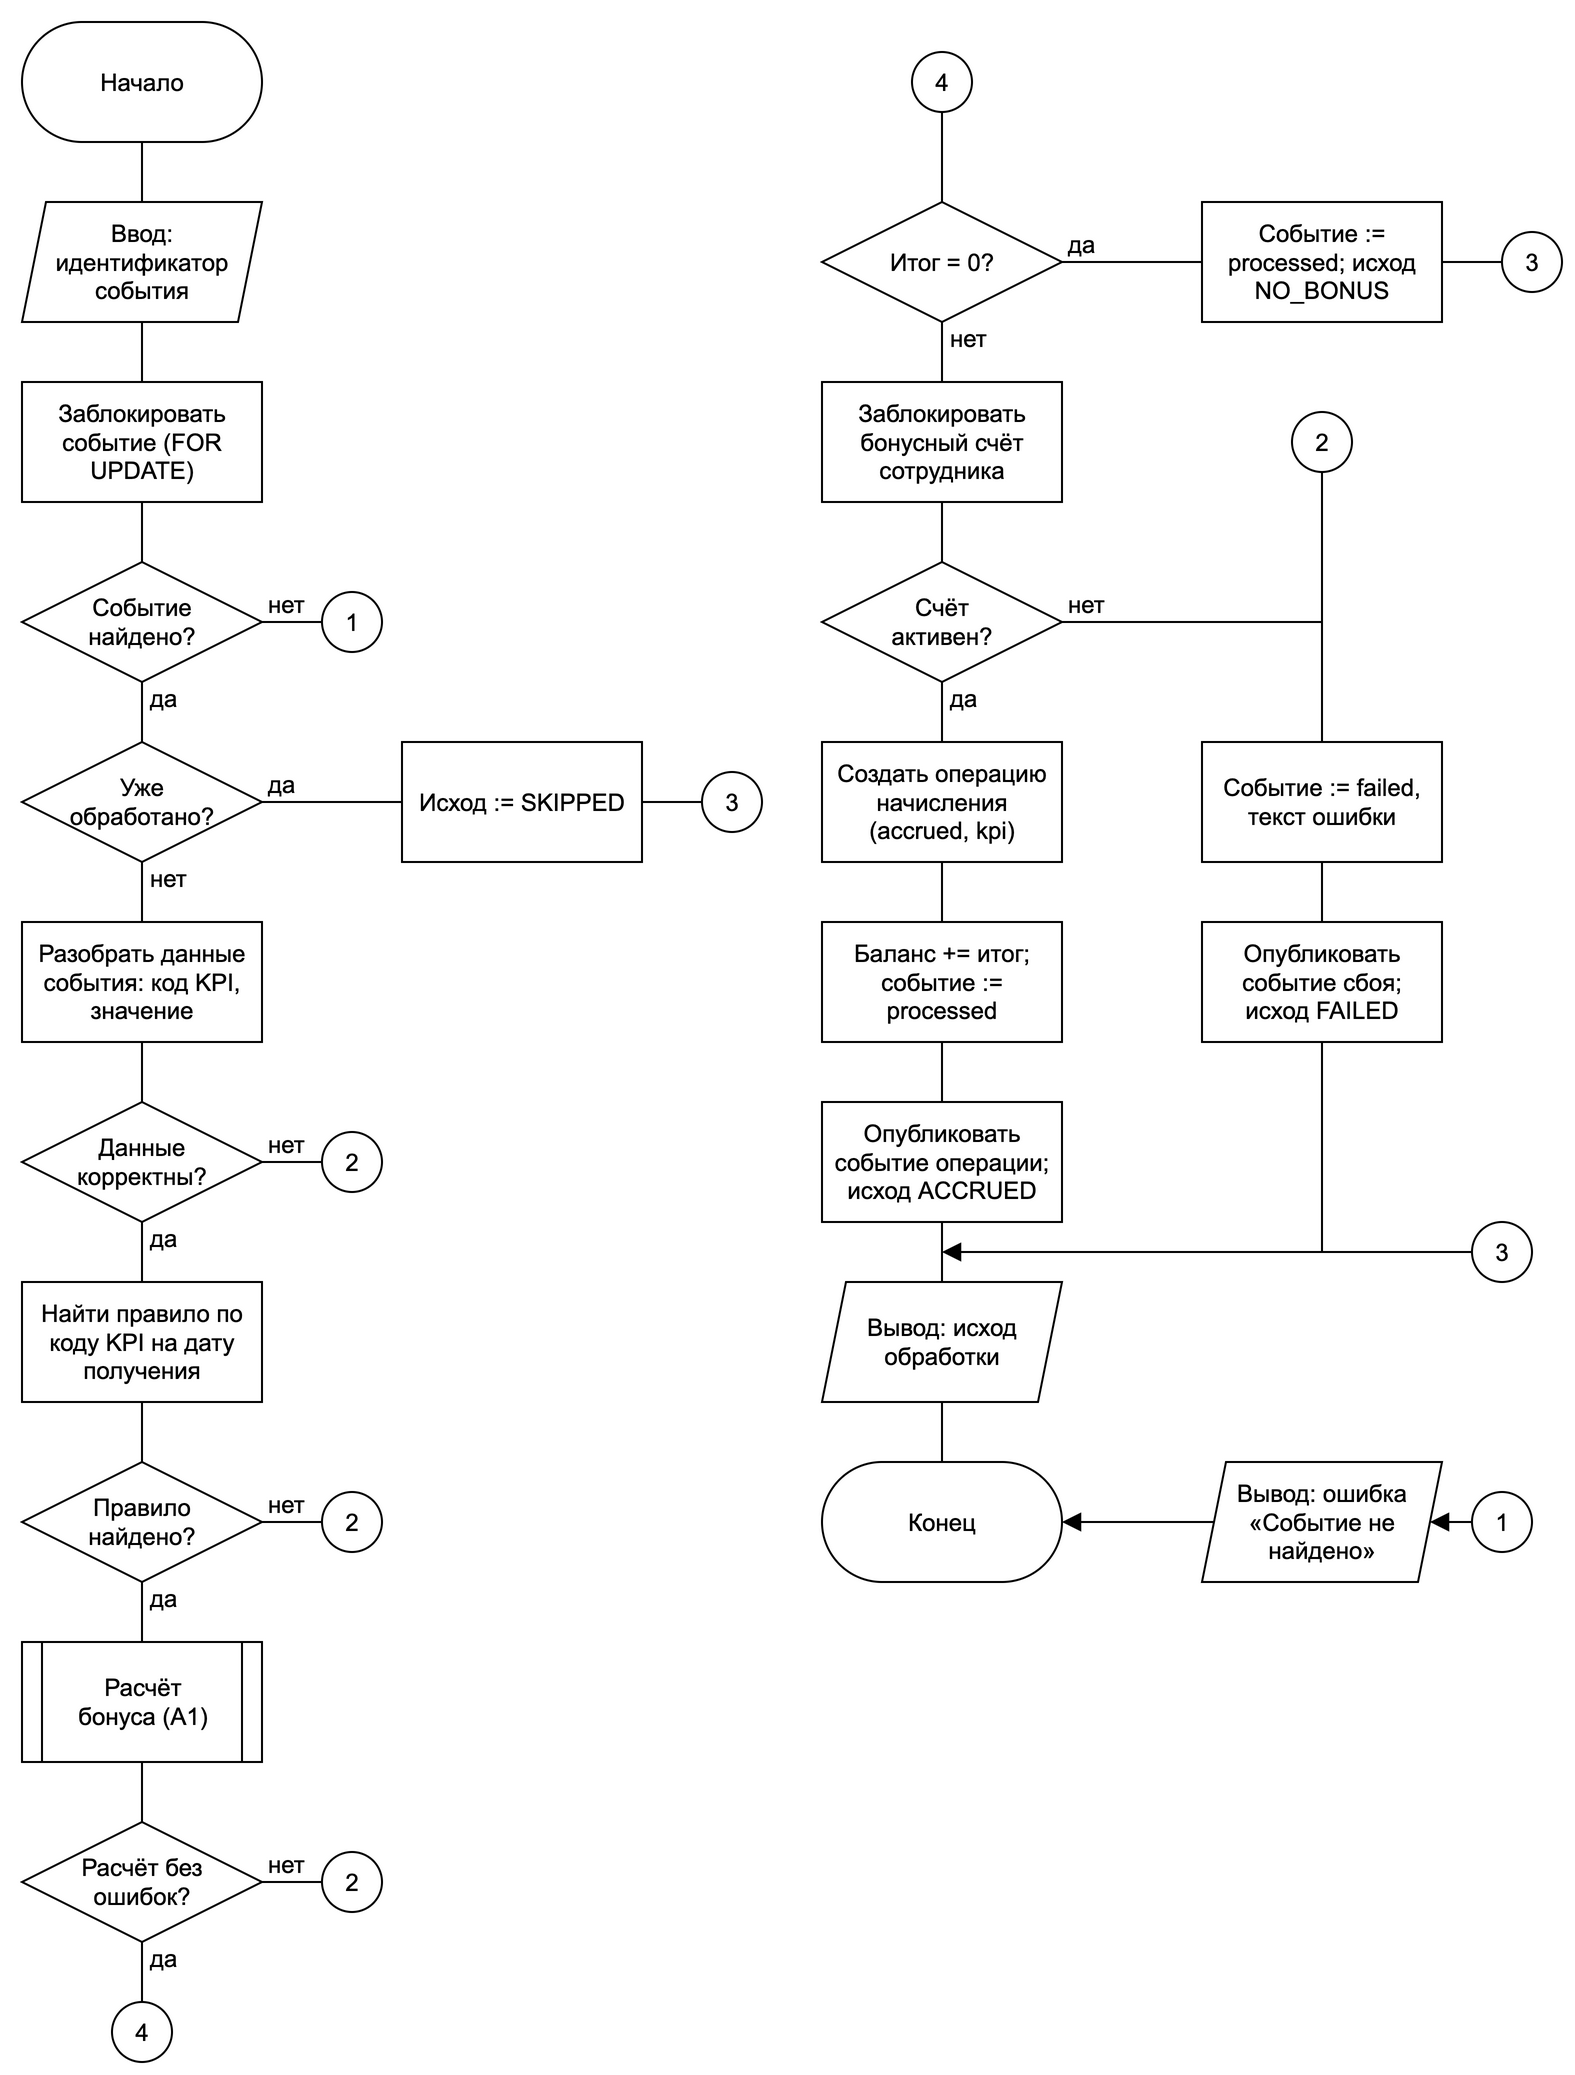 Начало
Ввод:
идентификатор
события
Заблокировать
событие (FOR
UPDATE)
Событие
найдено?
нет
1
да
Уже
обработано?
да
Исход := SKIPPED
3
нет
Разобрать данные
события: код KPI,
значение
Данные
корректны?
нет
2
да
Найти правило по
коду KPI на дату
получения
Правило
найдено?
нет
2
да
Расчёт
бонуса (А1)
Расчёт без
ошибок?
нет
2
да
4
4
Итог = 0?
да
Событие :=
processed; исход
NO_BONUS
3
нет
Заблокировать
бонусный счёт
сотрудника
2
Счёт
активен?
нет
да
Создать операцию
начисления
(accrued, kpi)
Событие := failed,
текст ошибки
Баланс += итог;
событие :=
processed
Опубликовать
событие сбоя;
исход FAILED
Опубликовать
событие операции;
исход ACCRUED
3
Вывод: исход
обработки
Конец
Вывод: ошибка
«Событие не
найдено»
1